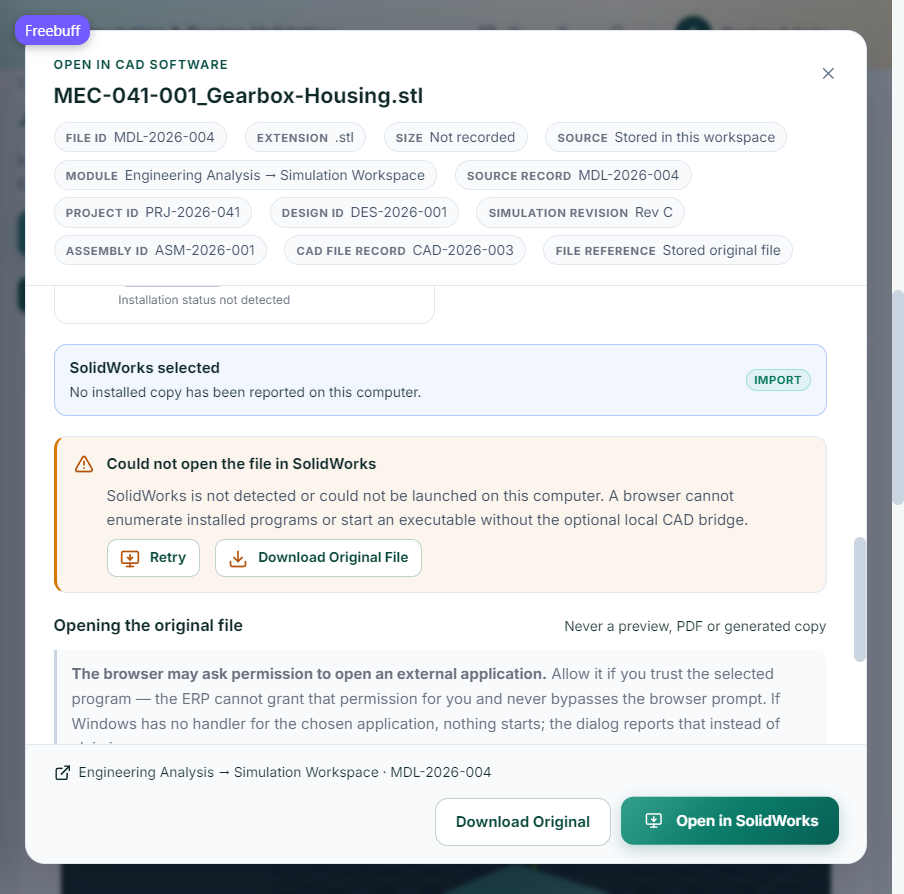 Freebuff
OPEN IN CAD SOFTWARE
MEC-041-001_Gearbox-Housing.stl
FILE ID MDL-2026-004
EXTENSION .stl
SIZE Not recorded
SOURCE Stored in this workspace
MODULE Engineering Analysis → Simulation Workspace
SOURCE RECORD MDL-2026-004
PROJECT ID PRJ-2026-041
DESIGN ID DES-2026-001
SIMULATION REVISION Rev C
ASSEMBLY ID ASM-2026-001
CAD FILE RECORD CAD-2026-003
FILE REFERENCE Stored original file
Installation status not detected
SolidWorks selected
No installed copy has been reported on this computer.
IMPORT
Could not open the file in SolidWorks
SolidWorks is not detected or could not be launched on this computer. A browser cannot
enumerate installed programs or start an executable without the optional local CAD bridge.
Retry
Download Original File
Opening the original file
Never a preview, PDF or generated copy
The browser may ask permission to open an external application. Allow it if you trust the selected
program — the ERP cannot grant that permission for you and never bypasses the browser prompt. If
Windows has no handler for the chosen application, nothing starts; the dialog reports that instead of
Engineering Analysis → Simulation Workspace · MDL-2026-004
Download Original
Open in SolidWorks